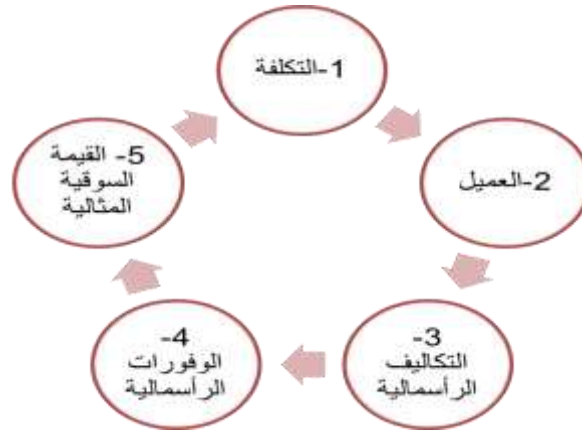 1-التكلفة
2-العميل
3-
التكاليف
الرأسمالية
4-
الوفورات
الرأسمالية
5- القيمة
السوقية
المثالية